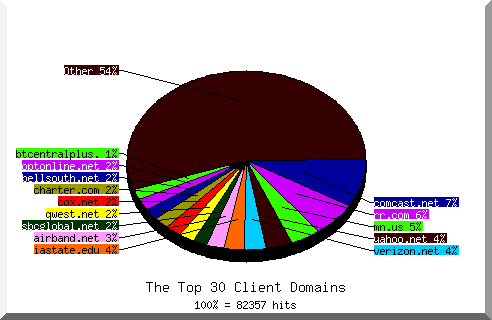 Other 54%
btcentralplus. 1%
optonline.net 2%
bellsouth.net 2%
charter.com 2%
cox.net 2%
qwest.net 2%
sbcglobal.net 2%
airband.net 3%
iastate.edu 4%
comcast.net 7%
rr.com 6%
mn.us 5%
yahoo.net 4%
verizon.net 4%
The Top 30 Client Domains
100% = 82357 hits